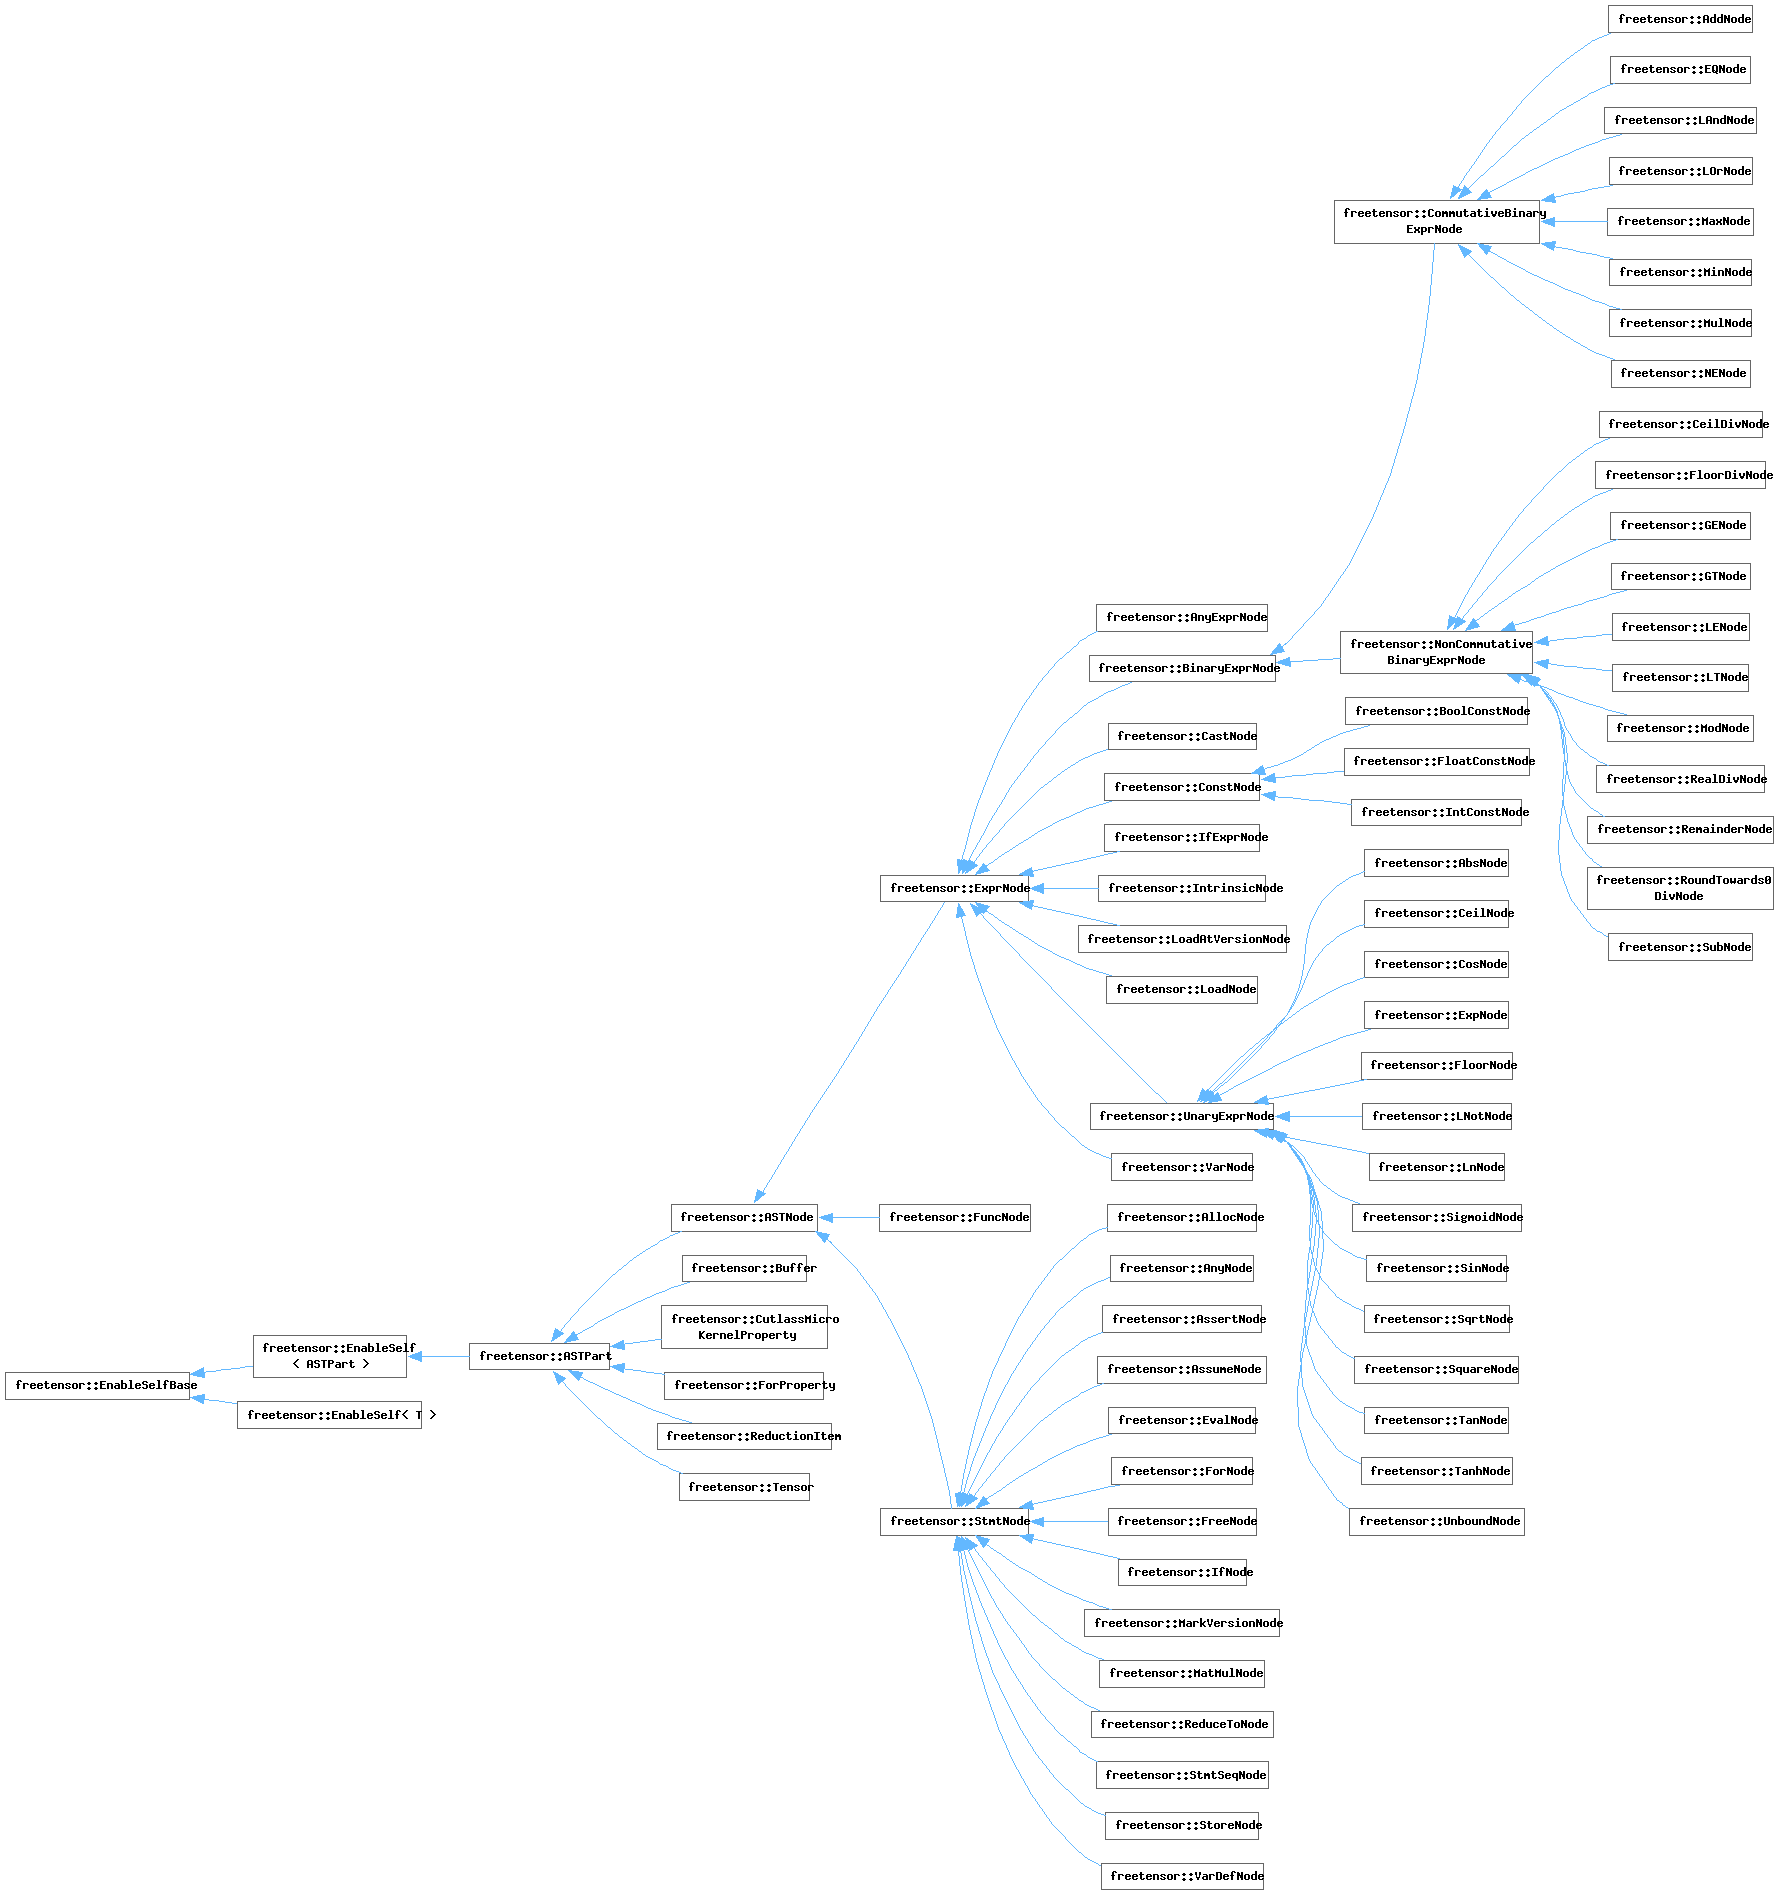 freetensor::AddNode
freetensor::EQNode
freetensor::LAndNode
freetensor::LOrNode
freetensor::CommutativeBinary
ExprNode
freetensor::MaxNode
freetensor::MinNode
freetensor::MulNode
freetensor::NENode
freetensor::CeilDivNode
freetensor::FloorDivNode
freetensor::GENode
freetensor::GTNode
freetensor::AnyExprNode
freetensor::LENode
freetensor::NonCommutative
BinaryExprNode
freetensor::BinaryExprNode
freetensor::LTNode
freetensor::BoolConstNode
freetensor::ModNode
freetensor::CastNode
freetensor::FloatConstNode
freetensor::RealDivNode
freetensor::ConstNode
freetensor::IntConstNode
freetensor::RemainderNode
freetensor::IfExprNode
freetensor::AbsNode
freetensor::RoundTowards0
DivNode
freetensor::ExprNode
freetensor::IntrinsicNode
freetensor::CeilNode
freetensor::LoadAtVersionNode
freetensor::SubNode
freetensor::CosNode
freetensor::LoadNode
freetensor::ExpNode
freetensor::FloorNode
freetensor::UnaryExprNode
freetensor::LNotNode
freetensor::VarNode
freetensor::LnNode
freetensor::ASTNode
freetensor::FuncNode
freetensor::AllocNode
freetensor::SigmoidNode
freetensor::Buffer
freetensor::AnyNode
freetensor::SinNode
freetensor::CutlassMicro
KernelProperty
freetensor::AssertNode
freetensor::SqrtNode
freetensor::EnableSelf
< ASTPart >
freetensor::ASTPart
freetensor::AssumeNode
freetensor::SquareNode
freetensor::EnableSelfBase
freetensor::ForProperty
freetensor::EnableSelf< T >
freetensor::EvalNode
freetensor::TanNode
freetensor::ReductionItem
freetensor::ForNode
freetensor::TanhNode
freetensor::Tensor
freetensor::StmtNode
freetensor::FreeNode
freetensor::UnboundNode
freetensor::IfNode
freetensor::MarkVersionNode
freetensor::MatMulNode
freetensor::ReduceToNode
freetensor::StmtSeqNode
freetensor::StoreNode
freetensor::VarDefNode